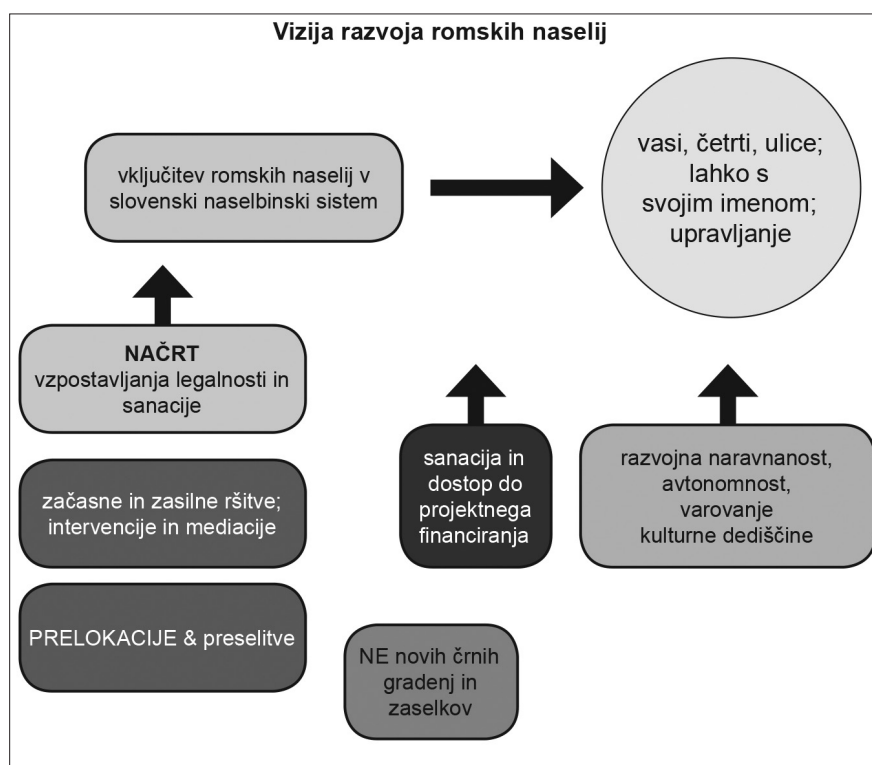 Vizija razvoja romskih naselij
vključitev romskih naselij v
slovenski naselbinski sistem
vasi, četrti, ulice;
lahko s
svojim imenom;
upravljanje
NAČRT
vzpostavljanja legalnosti in
sanacije
začasne in zasilne ršitve;
intervencije in mediacije
PRELOKACIJE & preselitve
sanacija in
dostop do
projektnega
financiranja
razvojna naravnanost,
avtonomnost,
varovanje
kulturne dediščine
NE novih črnih
gradenj in
zaselkov